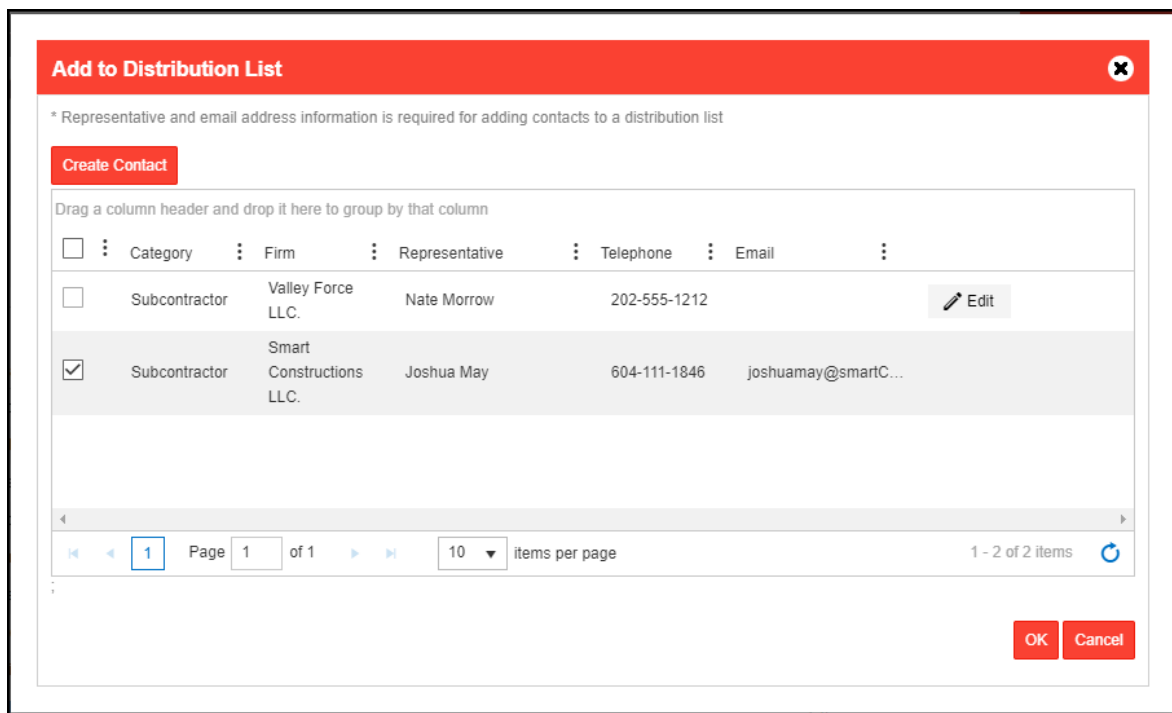 Add to Distribution List
* Representative and email address information is required for adding contacts to a distribution list
Create Contact
Drag a column header and drop it here to group by that column
Category Firm Representative Telephone Email
Subcontractor Valley Force LLC. Nate Morrow 202-555-1212 Edit
Subcontractor Smart Constructions LLC. Joshua May 604-111-1846 joshuamay@smartC...
1 Page 1 of 1 10 items per page 1 - 2 of 2 items
;
OK Cancel